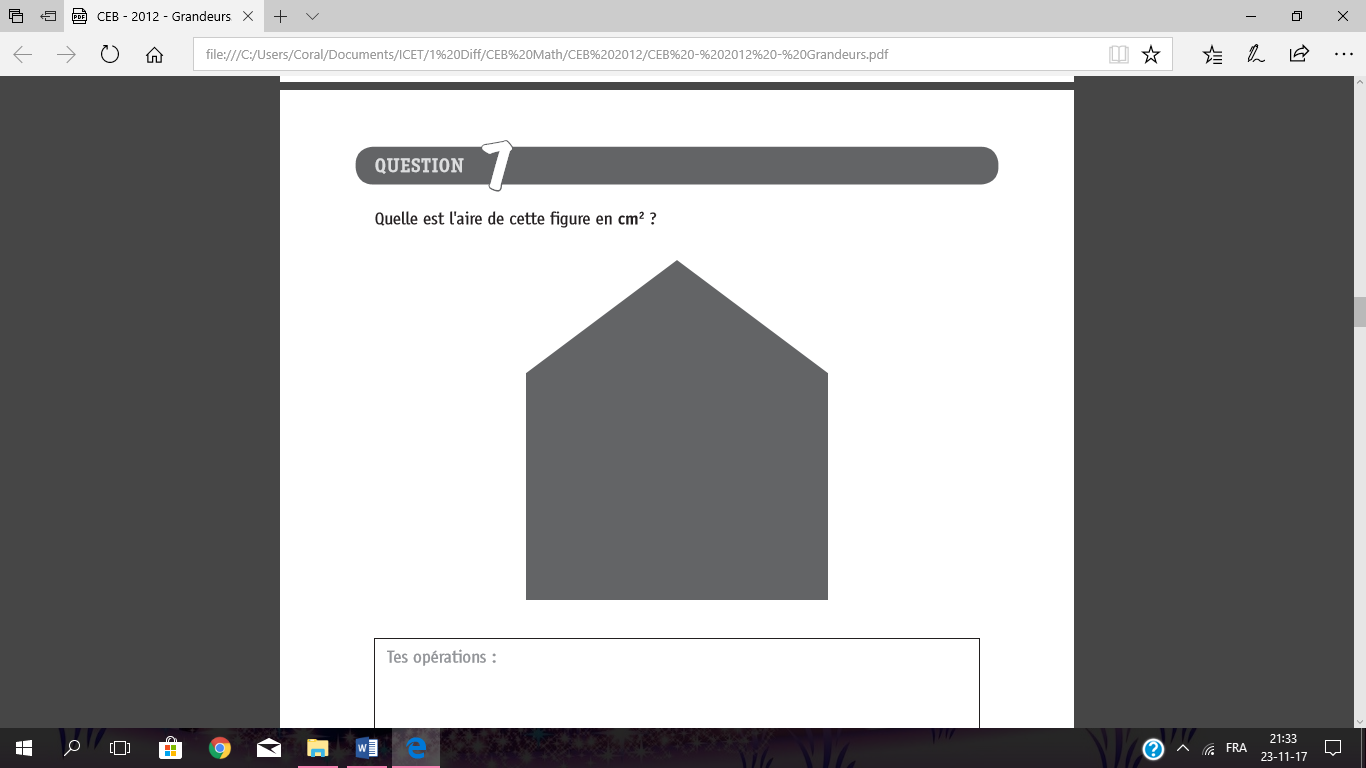 CEB - 2012 - Grandeurs
file:///C:/Users/Coral/Documents/ICET/1%20Diff/CEB%20Math/CEB%202012/CEB%20-%202012%20-%20Grandeurs.pdf
QUESTION 7
Quelle est l'aire de cette figure en cm² ?
Tes opérations :
FRA
21:33
23-11-17